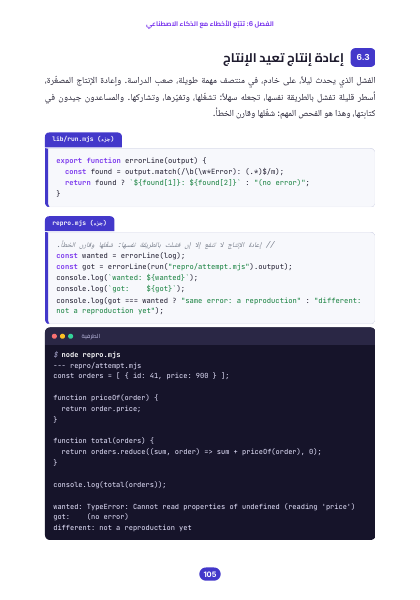 الفصل 6: تتبّع الأخطاء مع الذكاء الاصطناعي
6.3 إعادة إنتاج تعيد الإنتاج
الفشل الذي يحدث ليلاً، على خادم، في منتصف مهمة طويلة، صعب الدراسة. وإعادة الإنتاج المصغّرة،
أسطر قليلة تفشل بالطريقة نفسها، تجعله سهلاً: تشغّلها، وتغيّرها، وتشاركها. والمساعدون جيدون في
كتابتها، وهذا هو الفحص المهم: شغّلها وقارن الخطأ.
lib/run.mjs (جزء)
export function errorLine(output) {
  const found = output.match(/\b(\w*Error): (.*)$/m);
  return found ? `${found[1]}: ${found[2]}` : "(no error)";
}
repro.mjs (جزء)
// إعادة الإنتاج لا تنفع إلا إن فشلت بالطريقة نفسها: شغّلها وقارن الخطأ.
const wanted = errorLine(log);
const got = errorLine(run("repro/attempt.mjs").output);
console.log(`wanted: ${wanted}`);
console.log(`got:    ${got}`);
console.log(got === wanted ? "same error: a reproduction" : "different:
not a reproduction yet");
الطرفية
$ node repro.mjs
--- repro/attempt.mjs
const orders = [ { id: 41, price: 900 } ];
function priceOf(order) {
  return order.price;
}
function total(orders) {
  return orders.reduce((sum, order) => sum + priceOf(order), 0);
}
console.log(total(orders));
wanted: TypeError: Cannot read properties of undefined (reading 'price')
got:    (no error)
different: not a reproduction yet
105